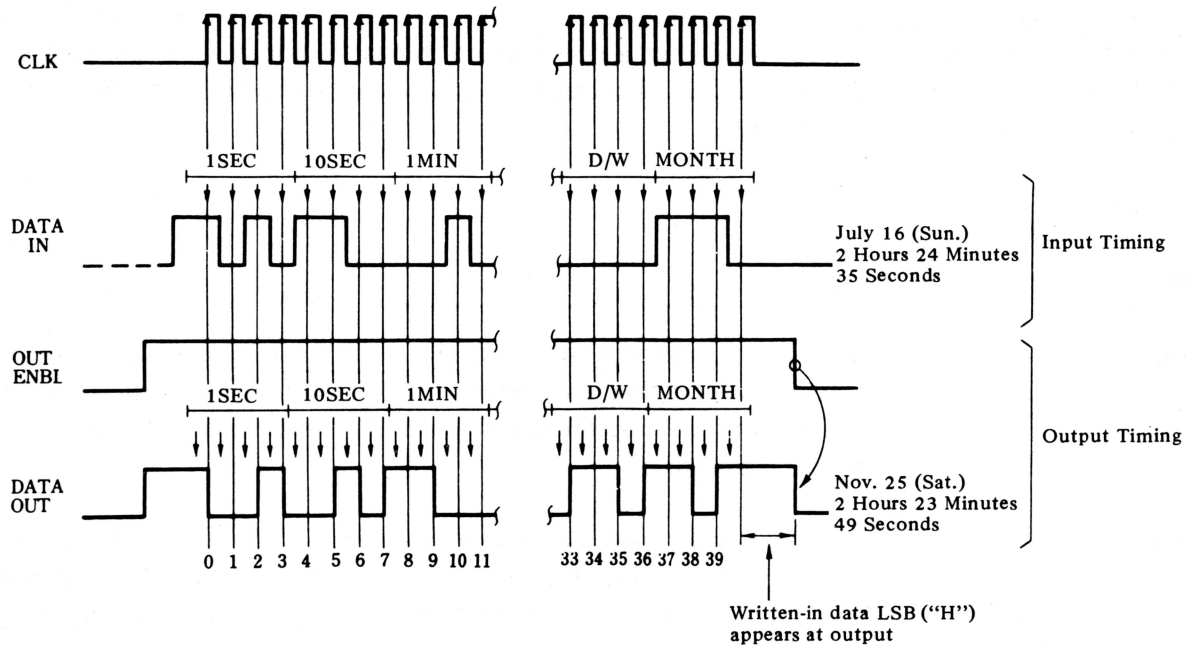 CLK
1SEC 10SEC 1MIN D/W MONTH
DATA
IN
July 16 (Sun.)
2 Hours 24 Minutes
35 Seconds
Input Timing
OUT
ENBL
1SEC 10SEC 1MIN D/W MONTH
Output Timing
DATA
OUT
Nov. 25 (Sat.)
2 Hours 23 Minutes
49 Seconds
0 1 2 3 4 5 6 7 8 9 10 11 33 34 35 36 37 38 39
Written-in data LSB (“H”)
appears at output